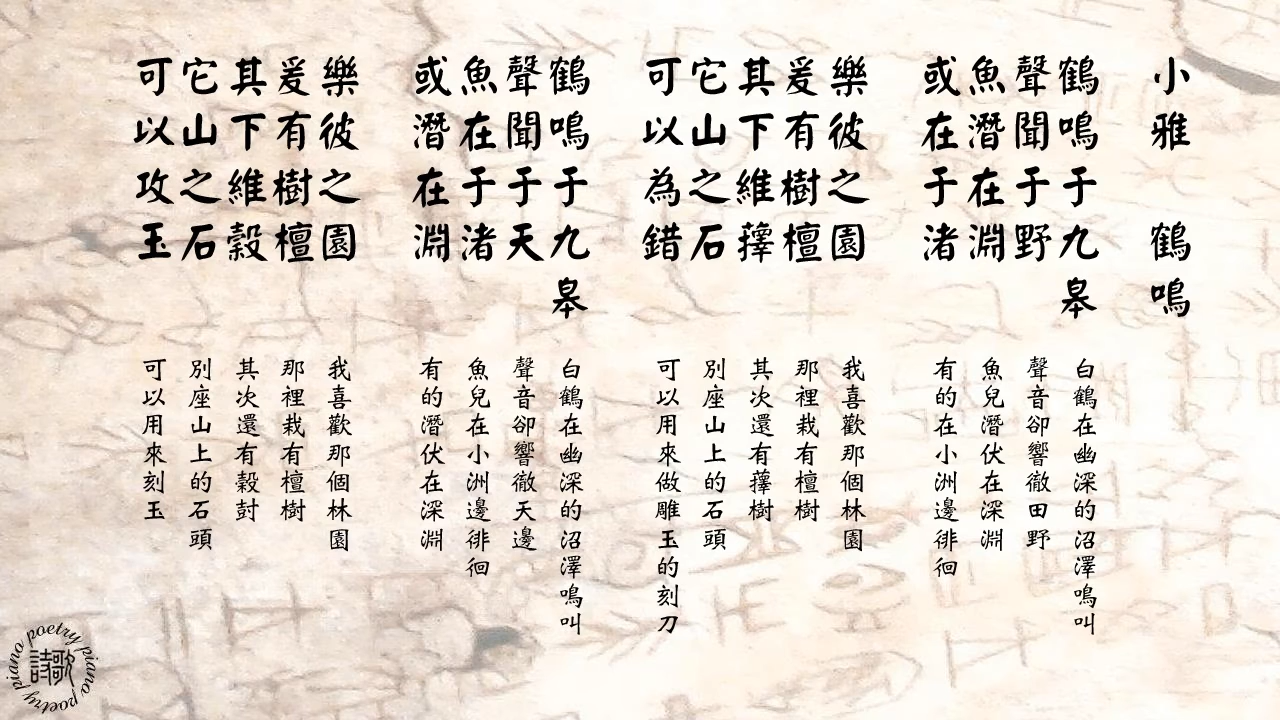 小雅 鶴鳴
鶴鳴于九皋
聲聞于野
魚潛在淵
或在于渚
樂彼之園
爰有樹檀
其下維蘀
它山之石
可以為錯
鶴鳴于九皋
聲聞于天
魚在于渚
或潛在淵
樂彼之園
爰有樹檀
其下維穀
它山之石
可以攻玉
白鶴在幽深的沼澤鳴叫
聲音卻響徹田野
魚兒潛伏在深淵
有的在小洲邊徘徊
我喜歡那個林園
那裡栽有檀樹
其次還有蘀樹
別座山上的石頭
可以用來做雕玉的刻刀
白鶴在幽深的沼澤鳴叫
聲音卻響徹天邊
魚兒在小洲邊徘徊
有的潛伏在深淵
我喜歡那個林園
那裡栽有檀樹
其次還有穀尌
別座山上的石頭
可以用來刻玉
poetry piano poetry piano
詩歌